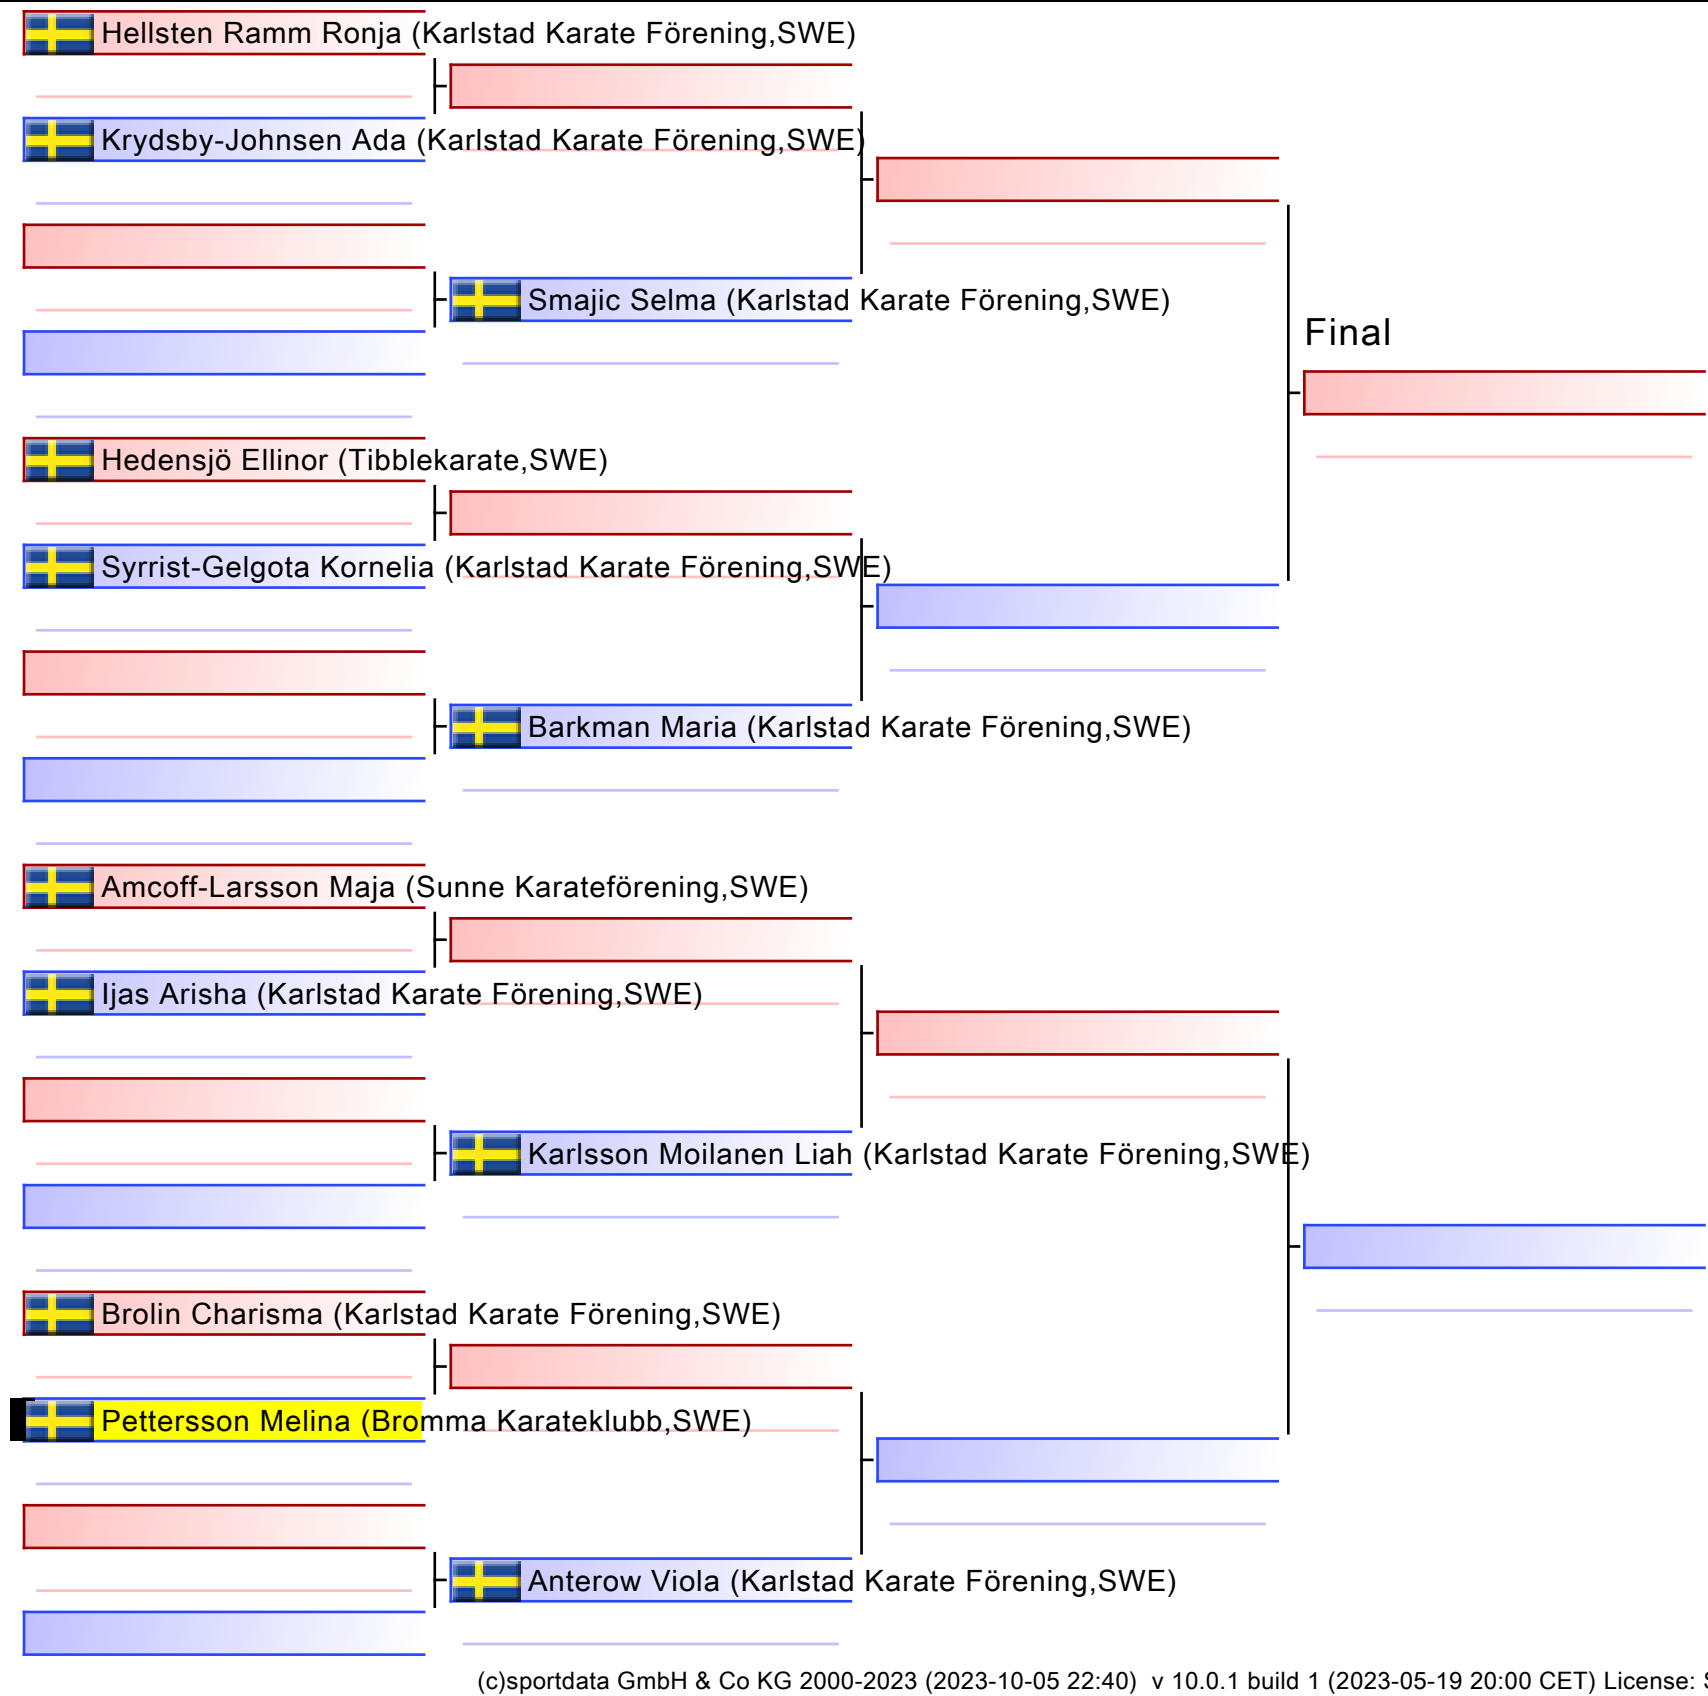 Hellsten Ramm Ronja (Karlstad Karate Förening,SWE)
Krydsby-Johnsen Ada (Karlstad Karate Förening,SWE)
Smajic Selma (Karlstad Karate Förening,SWE)
Final
Hedensjö Ellinor (Tibblekarate,SWE)
Syrrist-Gelgota Kornelia (Karlstad Karate Förening,SWE)
Barkman Maria (Karlstad Karate Förening,SWE)
Amcoff-Larsson Maja (Sunne Karateförening,SWE)
Ijas Arisha (Karlstad Karate Förening,SWE)
Karlsson Moilanen Liah (Karlstad Karate Förening,SWE)
Brolin Charisma (Karlstad Karate Förening,SWE)
Pettersson Melina (Bromma Karateklubb,SWE)
Anterow Viola (Karlstad Karate Förening,SWE)
(c)sportdata GmbH & Co KG 2000-2023 (2023-10-05 22:40) v 10.0.1 build 1 (2023-05-19 20:00 CET) License: